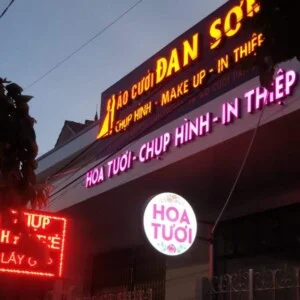 ÁO CƯỚI ĐAN SƠN
CHỤP HÌNH - MAKE UP - IN THIỆP
HOA TƯƠI - CHỤP HÌNH - IN THIỆP
HOA
TƯƠI
LẤY